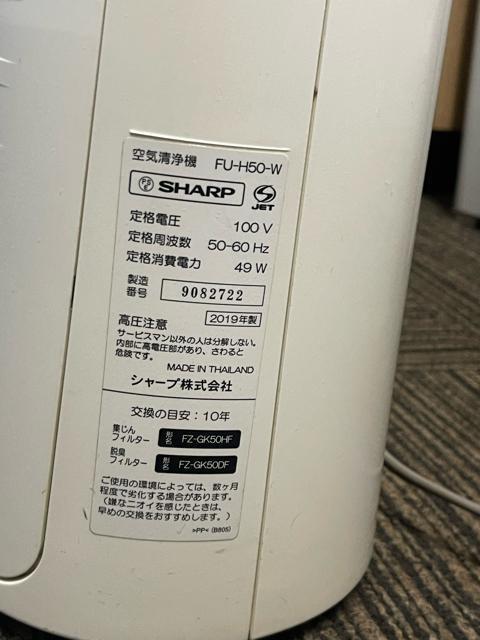 空気清浄機 FU-H50-W
PSE SHARP JET
定格電圧 100 V
定格周波数 50-60 Hz
定格消費電力 49 W
製造番号 9082722
高圧注意 2019年製
サービスマン以外の人は分解しない。
内部に高電圧部があり、さわると
危険です。
MADE IN THAILAND
シャープ株式会社
交換の目安：10年
集じんフィルター 形名 FZ-GK50HF
脱臭フィルター 形名 FZ-GK50DF
ご使用の環境によっては、数ヶ月
程度で劣化する場合があります。
(嫌なニオイを感じたときは、
早めの交換をおすすめします。)
>PP< (B805)